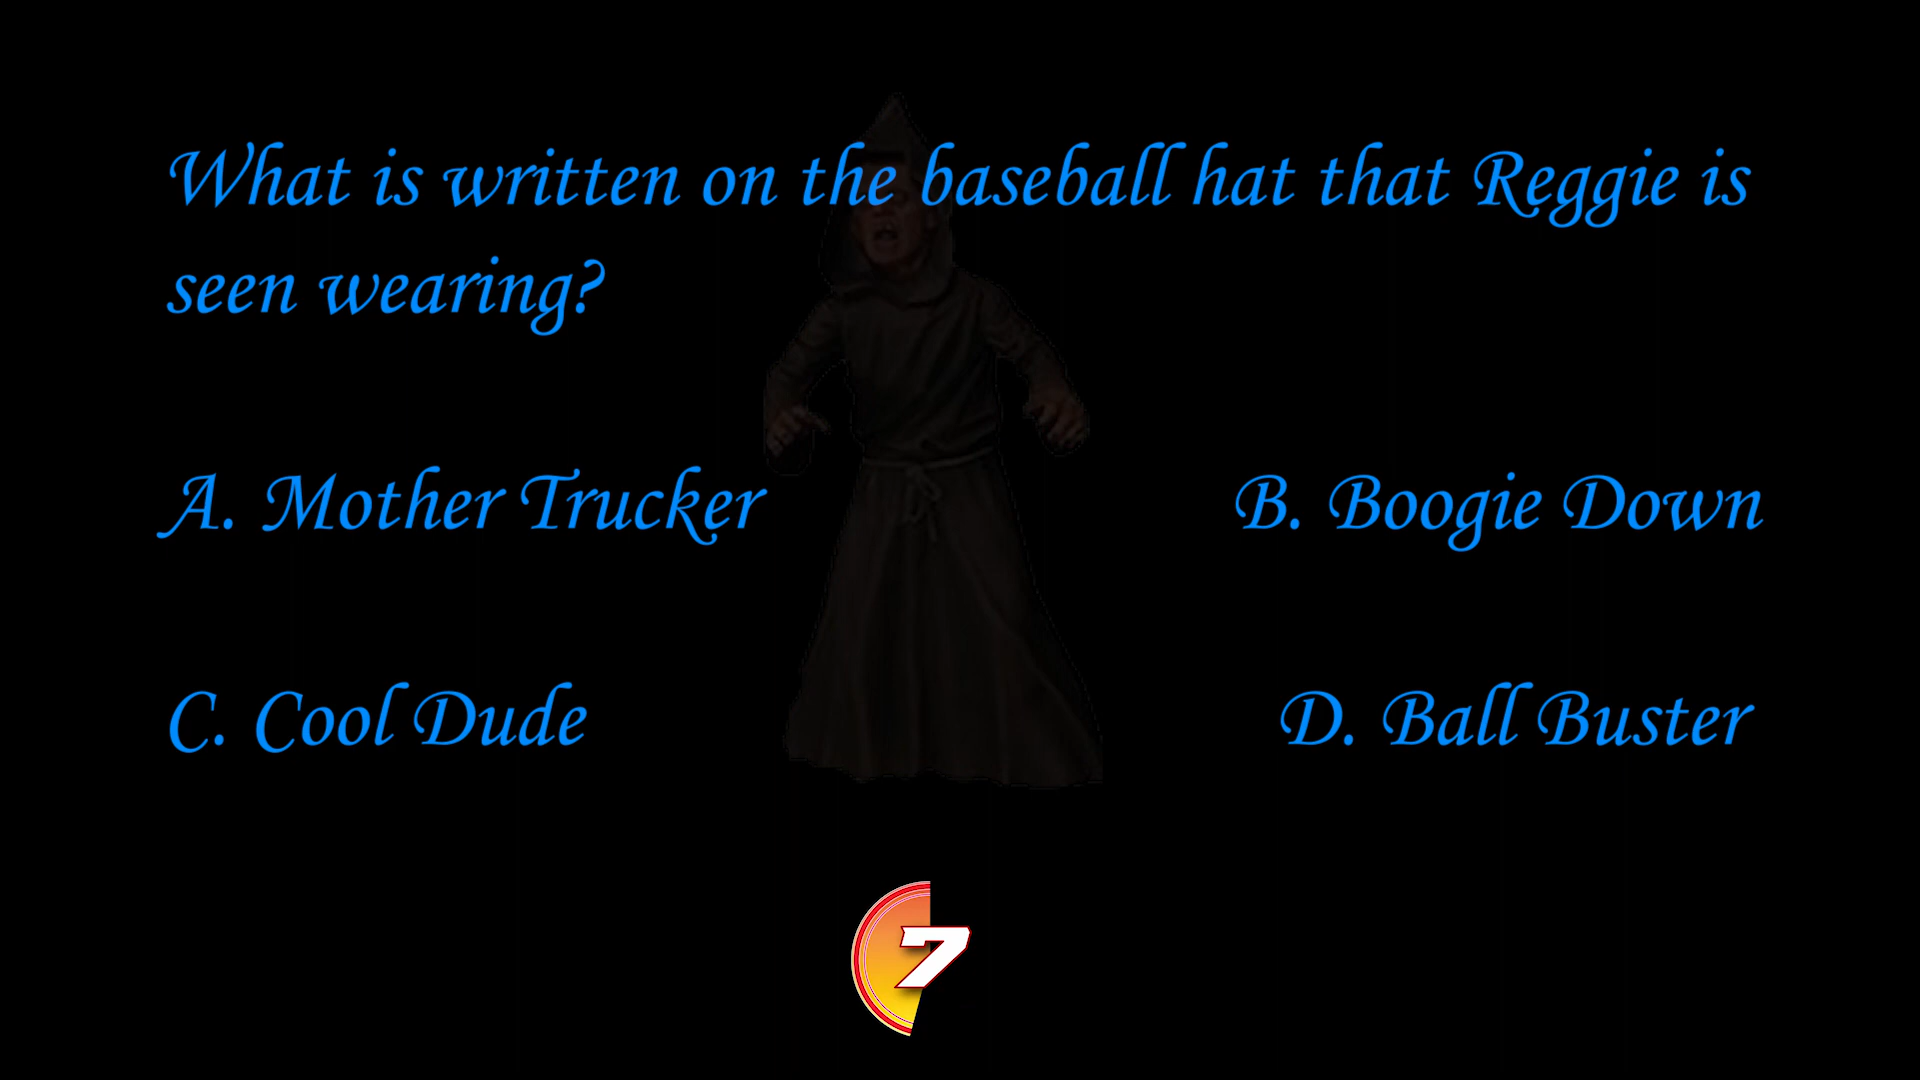 What is written on the baseball hat that Reggie is
seen wearing?
A. Mother Trucker
B. Boogie Down
C. Cool Dude
D. Ball Buster
7